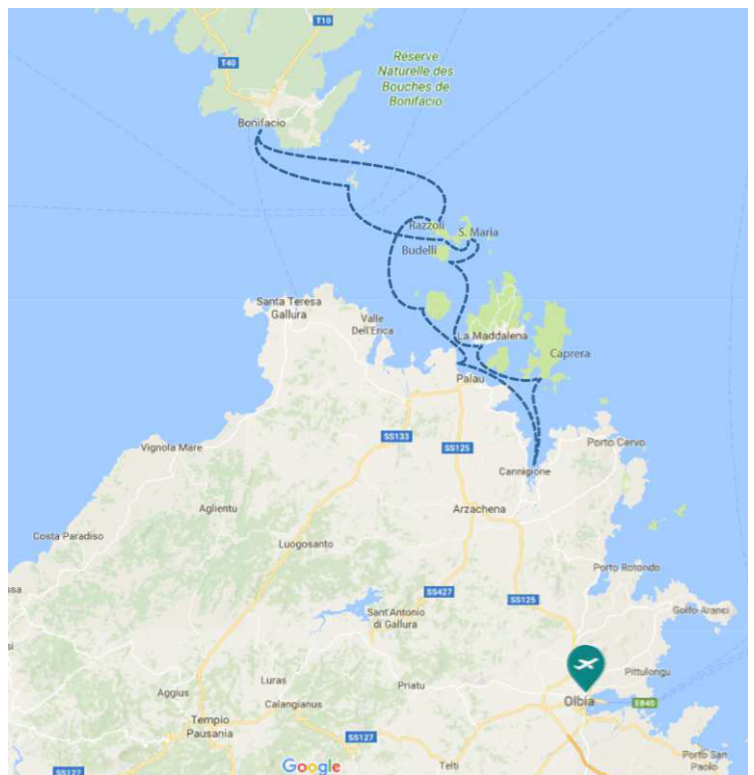 T10
T40
Réserve
Naturelle des
Bouches de
Bonifacio
Bonifacio
Razzoli
S. Maria
Budelli
Santa Teresa
Gallura
Valle
Dell'Erica
La Maddalena
Caprera
Palau
SS133
SS125
Porto Cervo
Vignola Mare
Cannigione
Aglientu
Arzachena
Costa Paradiso
Luogosanto
Porto Rotondo
SS427
SS125
Sant'Antonio
di Gallura
Golfo Aranci
Pittulongu
Luras
Priatu
Aggius
Olbia
E840
Calangianus
Tempio
Pausania
SS127
Porto San
Paolo
Google
Telti
SS127